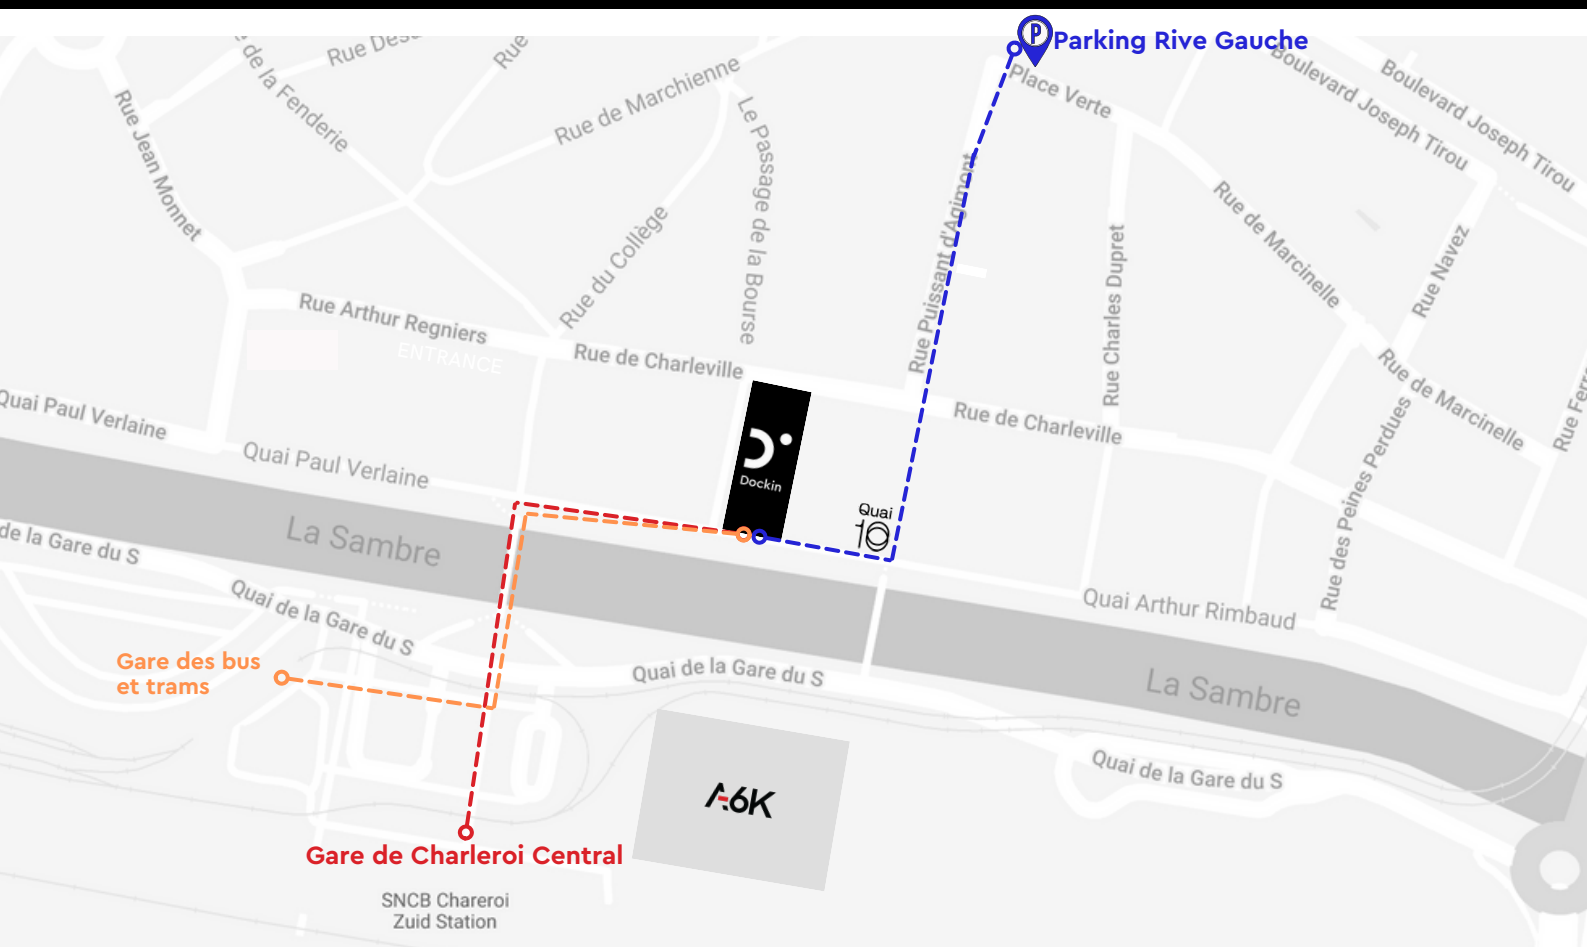 P
Parking Rive Gauche
Rue
de la Fenderie
Rue
Rue de Marchienne
Place Verte
Boulevard Joseph Tirou
Boulevard Joseph Tirou
Rue Jean Monnet
Le Passage de la Bourse
Rue Puissant d'Agimont
Rue de Marcinelle
Rue du Collège
Rue Charles Dupret
Rue Navez
Rue Arthur Regniers
ENTRANCE
Rue de Charleville
Rue de Marcinelle
Quai Paul Verlaine
Rue de Charleville
Quai Paul Verlaine
Dockin
Rue des Peines Perdues
Quai
10
La Sambre
de la Gare du S
Quai de la Gare du S
Quai Arthur Rimbaud
Gare des bus
et trams
Quai de la Gare du S
La Sambre
Quai de la Gare du S
A6K
Gare de Charleroi Central
SNCB Chareroi
Zuid Station